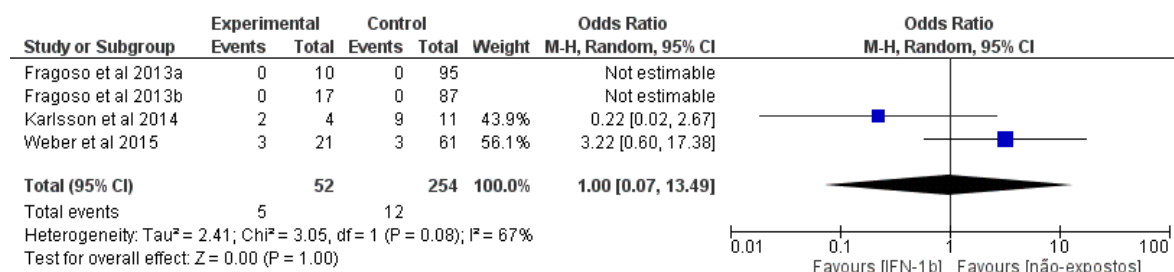 Experimental Control Odds Ratio Odds Ratio
Study or Subgroup Events Total Events Total Weight M-H, Random, 95% CI M-H, Random, 95% CI
Fragoso et al 2013a 0 10 0 95 Not estimable
Fragoso et al 2013b 0 17 0 87 Not estimable
Karlsson et al 2014 2 4 9 11 43.9% 0.22 [0.02, 2.67]
Weber et al 2015 3 21 3 61 56.1% 3.22 [0.60, 17.38]
Total (95% CI) 52 254 100.0% 1.00 [0.07, 13.49]
Total events 5 12
Heterogeneity: Tau² = 2.41; Chi² = 3.05, df = 1 (P = 0.08); I² = 67%
Test for overall effect: Z = 0.00 (P = 1.00)
0.01 0.1 1 10 100
Favours [IFN-1b] Favours [não-expostos]